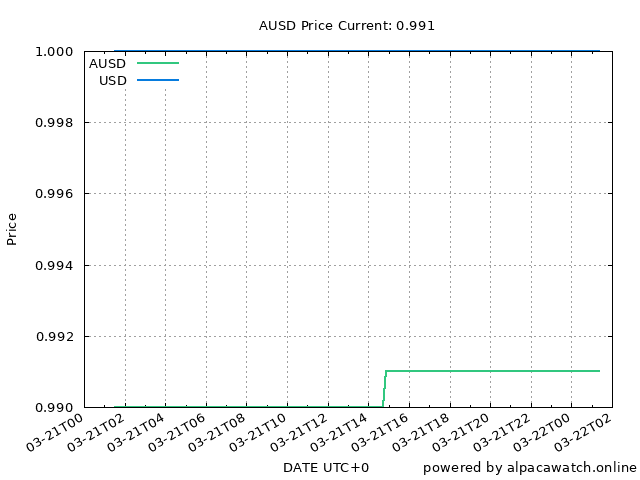 AUSD Price Current: 0.991
1.000
AUSD
USD
0.998
0.996
Price
0.994
0.992
0.990
03-21T00
03-21T02
03-21T04
03-21T06
03-21T08
03-21T10
03-21T12
03-21T14
03-21T16
03-21T18
03-21T20
03-21T22
03-22T00
03-22T02
DATE UTC+0
powered by alpacawatch.online